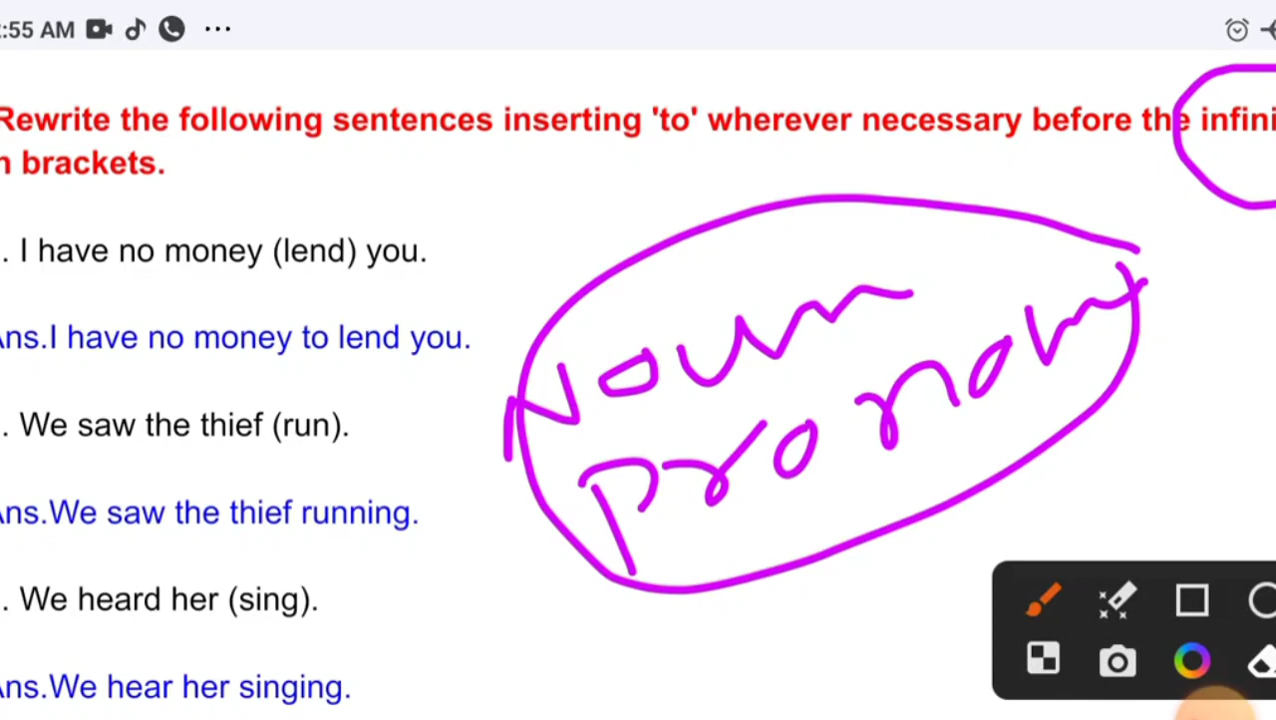 :55 AM ...
Rewrite the following sentences inserting 'to' wherever necessary before the infini
n brackets.
. I have no money (lend) you.
Noun
Ans.I have no money to lend you.
pronoun
. We saw the thief (run).
Ans.We saw the thief running.
. We heard her (sing).
Ans.We hear her singing.